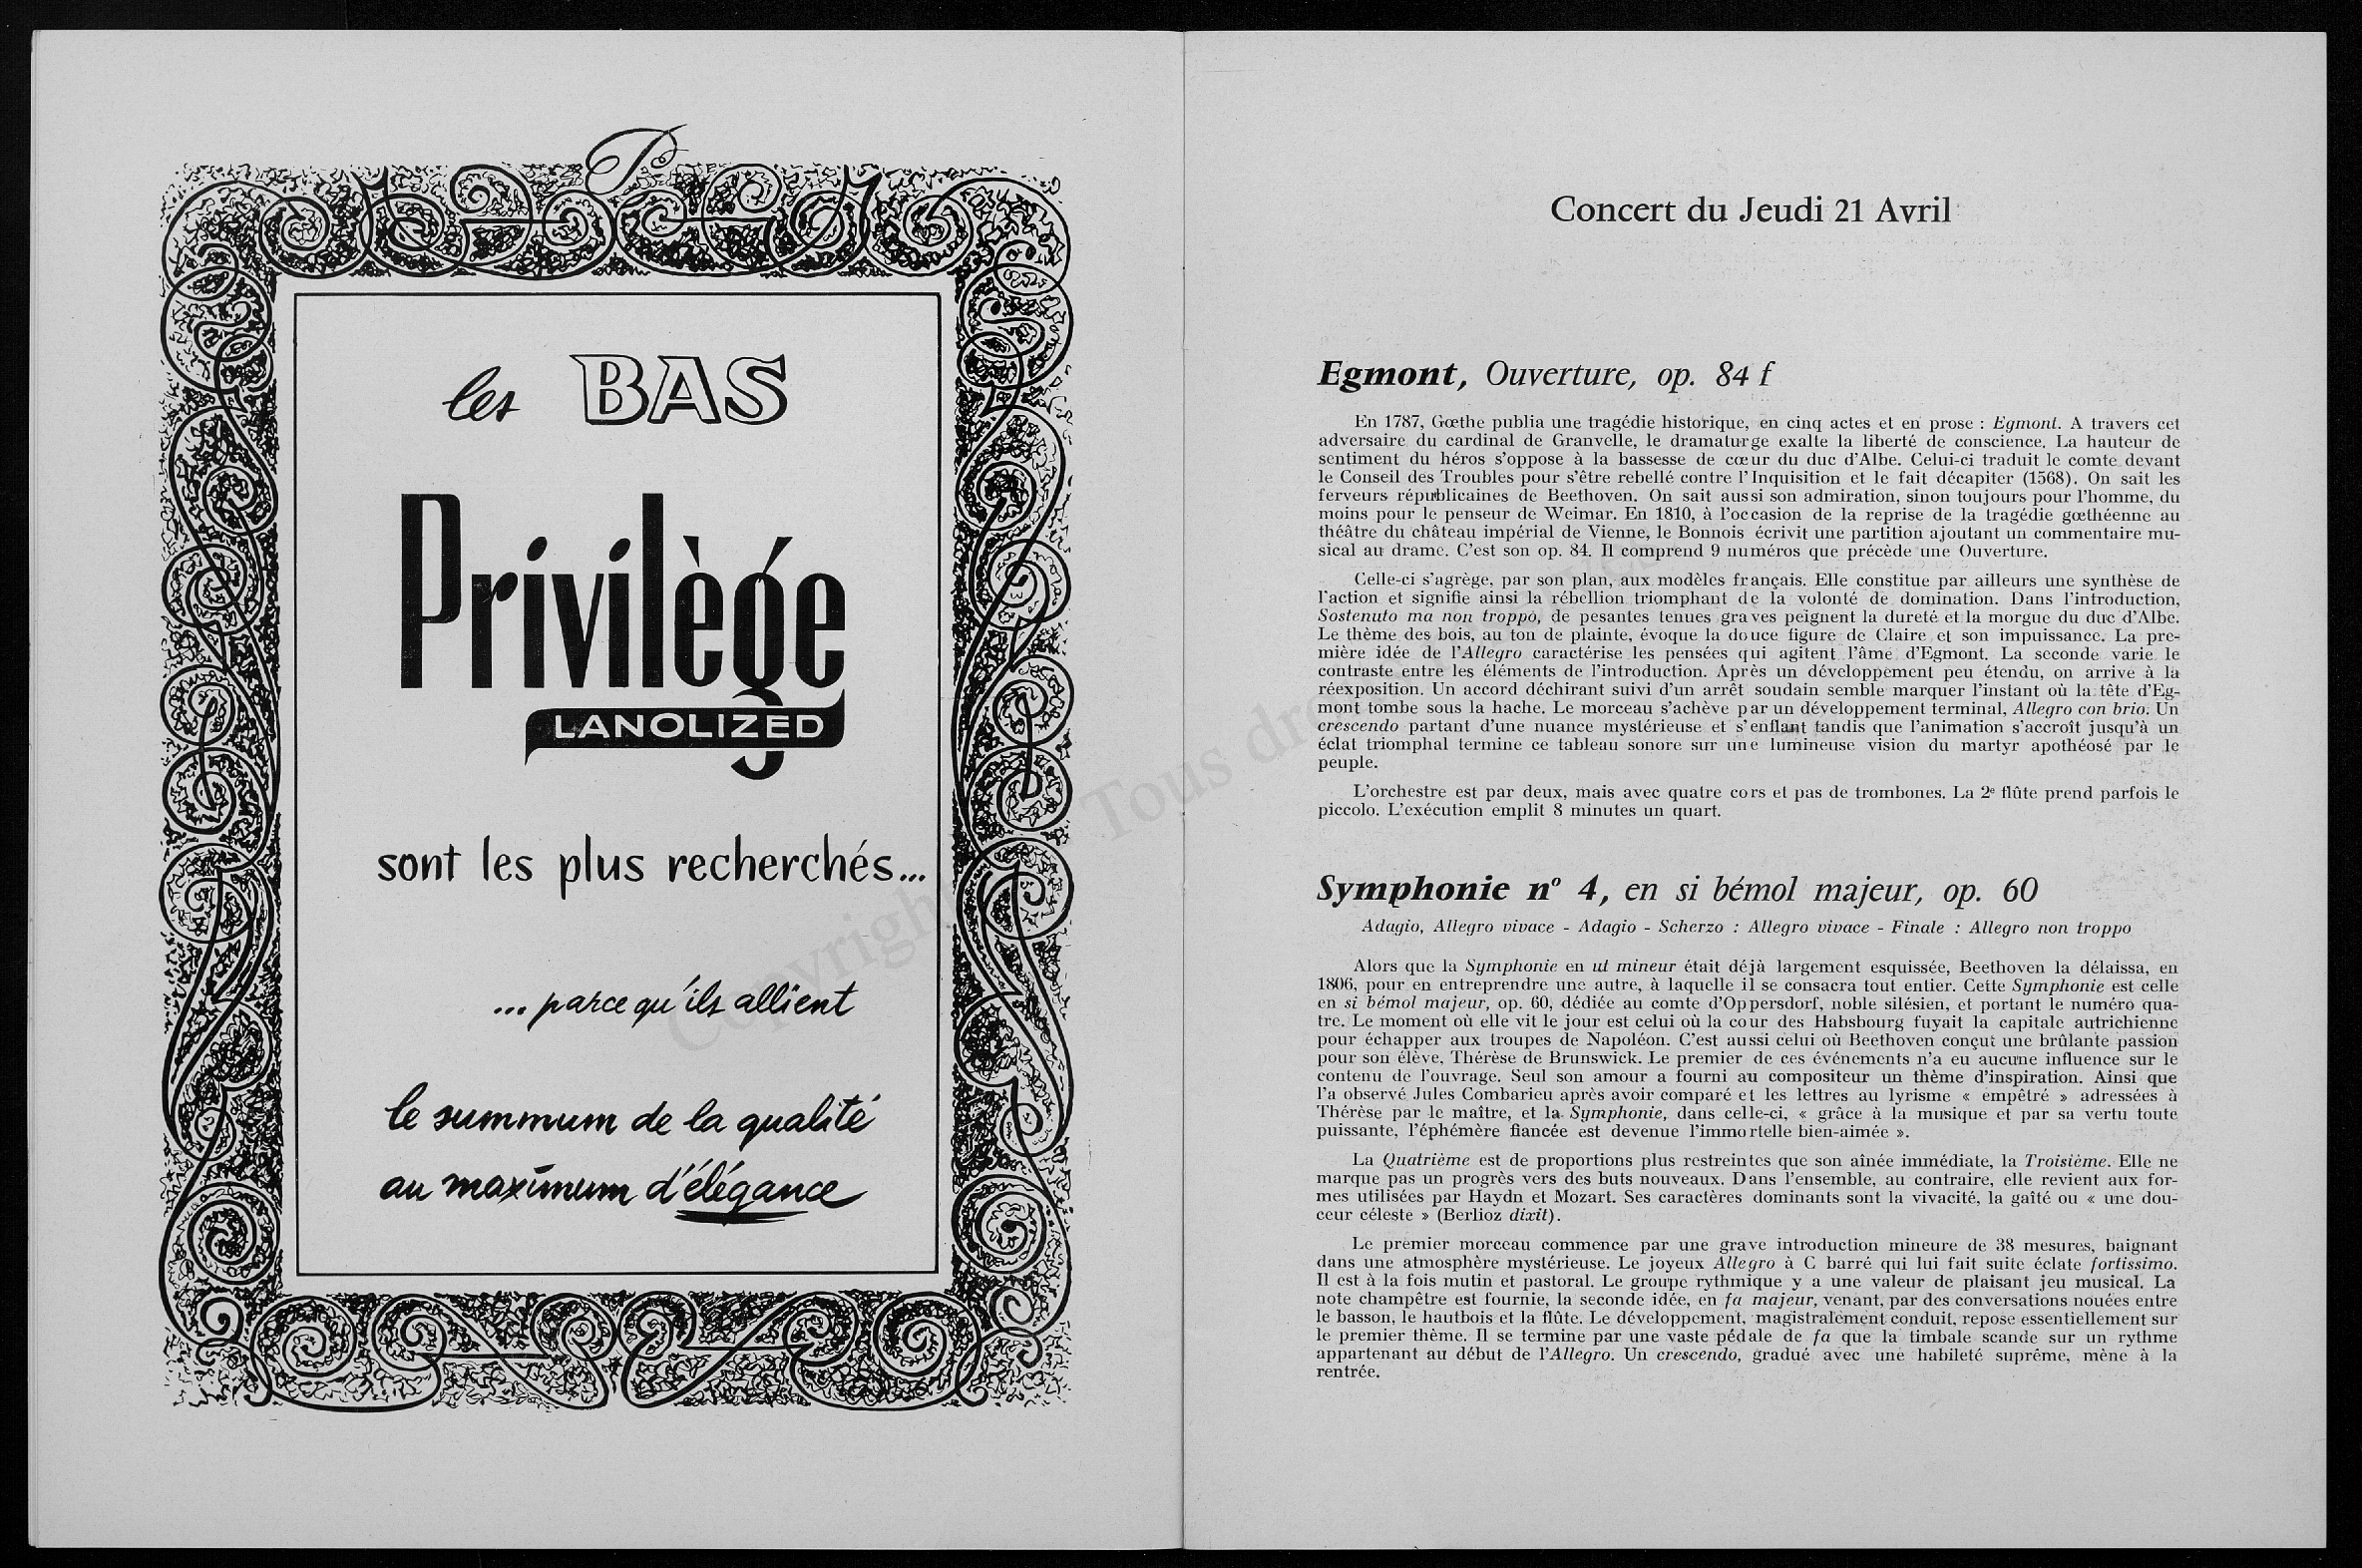 P
les BAS
Privilège
LANOLIZED
sont les plus recherchés...
... parce qu'ils allient
le summum de la qualité
au maximum d'élégance
Concert du Jeudi 21 Avril
Egmont, Ouverture, op. 84 f
En 1787, Gœthe publia une tragédie historique, en cinq actes et en prose : Egmont. A travers cet
adversaire du cardinal de Granvelle, le dramaturge exalte la liberté de conscience. La hauteur de
sentiment du héros s'oppose à la bassesse de cœur du duc d'Albe. Celui-ci traduit le comte devant
le Conseil des Troubles pour s'être rebellé contre l'Inquisition et le fait décapiter (1568). On sait les
ferveurs républicaines de Beethoven. On sait aussi son admiration, sinon toujours pour l'homme, du
moins pour le penseur de Weimar. En 1810, à l'occasion de la reprise de la tragédie gœthéenne au
théâtre du château impérial de Vienne, le Bonnois écrivit une partition ajoutant un commentaire mu-
sical au drame. C'est son op. 84. Il comprend 9 numéros que précède une Ouverture.
Celle-ci s'agrège, par son plan, aux modèles français. Elle constitue par ailleurs une synthèse de
l'action et signifie ainsi la rébellion triomphant de la volonté de domination. Dans l'introduction,
Sostenuto ma non troppo, de pesantes tenues graves peignent la dureté et la morgue du duc d'Albe.
Le thème des bois, au ton de plainte, évoque la douce figure de Claire et son impuissance. La pre-
mière idée de l'Allegro caractérise les pensées qui agitent l'âme d'Egmont. La seconde varie le
contraste entre les éléments de l'introduction. Après un développement peu étendu, on arrive à la
réexposition. Un accord déchirant suivi d'un arrêt soudain semble marquer l'instant où la tête d'Eg-
mont tombe sous la hache. Le morceau s'achève par un développement terminal, Allegro con brio. Un
crescendo partant d'une nuance mystérieuse et s'enflant tandis que l'animation s'accroît jusqu'à un
éclat triomphal termine ce tableau sonore sur une lumineuse vision du martyr apothéosé par le
peuple.
L'orchestre est par deux, mais avec quatre cors et pas de trombones. La 2e flûte prend parfois le
piccolo. L'exécution emplit 8 minutes un quart.
Symphonie n° 4, en si bémol majeur, op. 60
Adagio, Allegro vivace - Adagio - Scherzo : Allegro vivace - Finale : Allegro non troppo
Alors que la Symphonie en ut mineur était déjà largement esquissée, Beethoven la délaissa, en
1806, pour en entreprendre une autre, à laquelle il se consacra tout entier. Cette Symphonie est celle
en si bémol majeur, op. 60, dédiée au comte d'Oppersdorf, noble silésien, et portant le numéro qua-
tre. Le moment où elle vit le jour est celui où la cour des Habsbourg fuyait la capitale autrichienne
pour échapper aux troupes de Napoléon. C'est aussi celui où Beethoven conçut une brûlante passion
pour son élève, Thérèse de Brunswick. Le premier de ces événements n'a eu aucune influence sur le
contenu de l'ouvrage. Seul son amour a fourni au compositeur un thème d'inspiration. Ainsi que
l'a observé Jules Combarieu après avoir comparé et les lettres au lyrisme « empêtré » adressées à
Thérèse par le maître, et la Symphonie, dans celle-ci, « grâce à la musique et par sa vertu toute
puissante, l'éphémère fiancée est devenue l'immortelle bien-aimée ».
La Quatrième est de proportions plus restreintes que son aînée immédiate, la Troisième. Elle ne
marque pas un progrès vers des buts nouveaux. Dans l'ensemble, au contraire, elle revient aux for-
mes utilisées par Haydn et Mozart. Ses caractères dominants sont la vivacité, la gaîté ou « une dou-
ceur céleste » (Berlioz dixit).
Le premier morceau commence par une grave introduction mineure de 38 mesures, baignant
dans une atmosphère mystérieuse. Le joyeux Allegro à C barré qui lui fait suite éclate fortissimo.
Il est à la fois mutin et pastoral. Le groupe rythmique y a une valeur de plaisant jeu musical. La
note champêtre est fournie, la seconde idée, en fa majeur, venant, par des conversations nouées entre
le basson, le hautbois et la flûte. Le développement, magistralement conduit, repose essentiellement sur
le premier thème. Il se termine par une vaste pédale de fa que la timbale scande sur un rythme
appartenant au début de l'Allegro. Un crescendo, gradué avec une habileté suprême, mène à la
rentrée.
Copyright
Tous